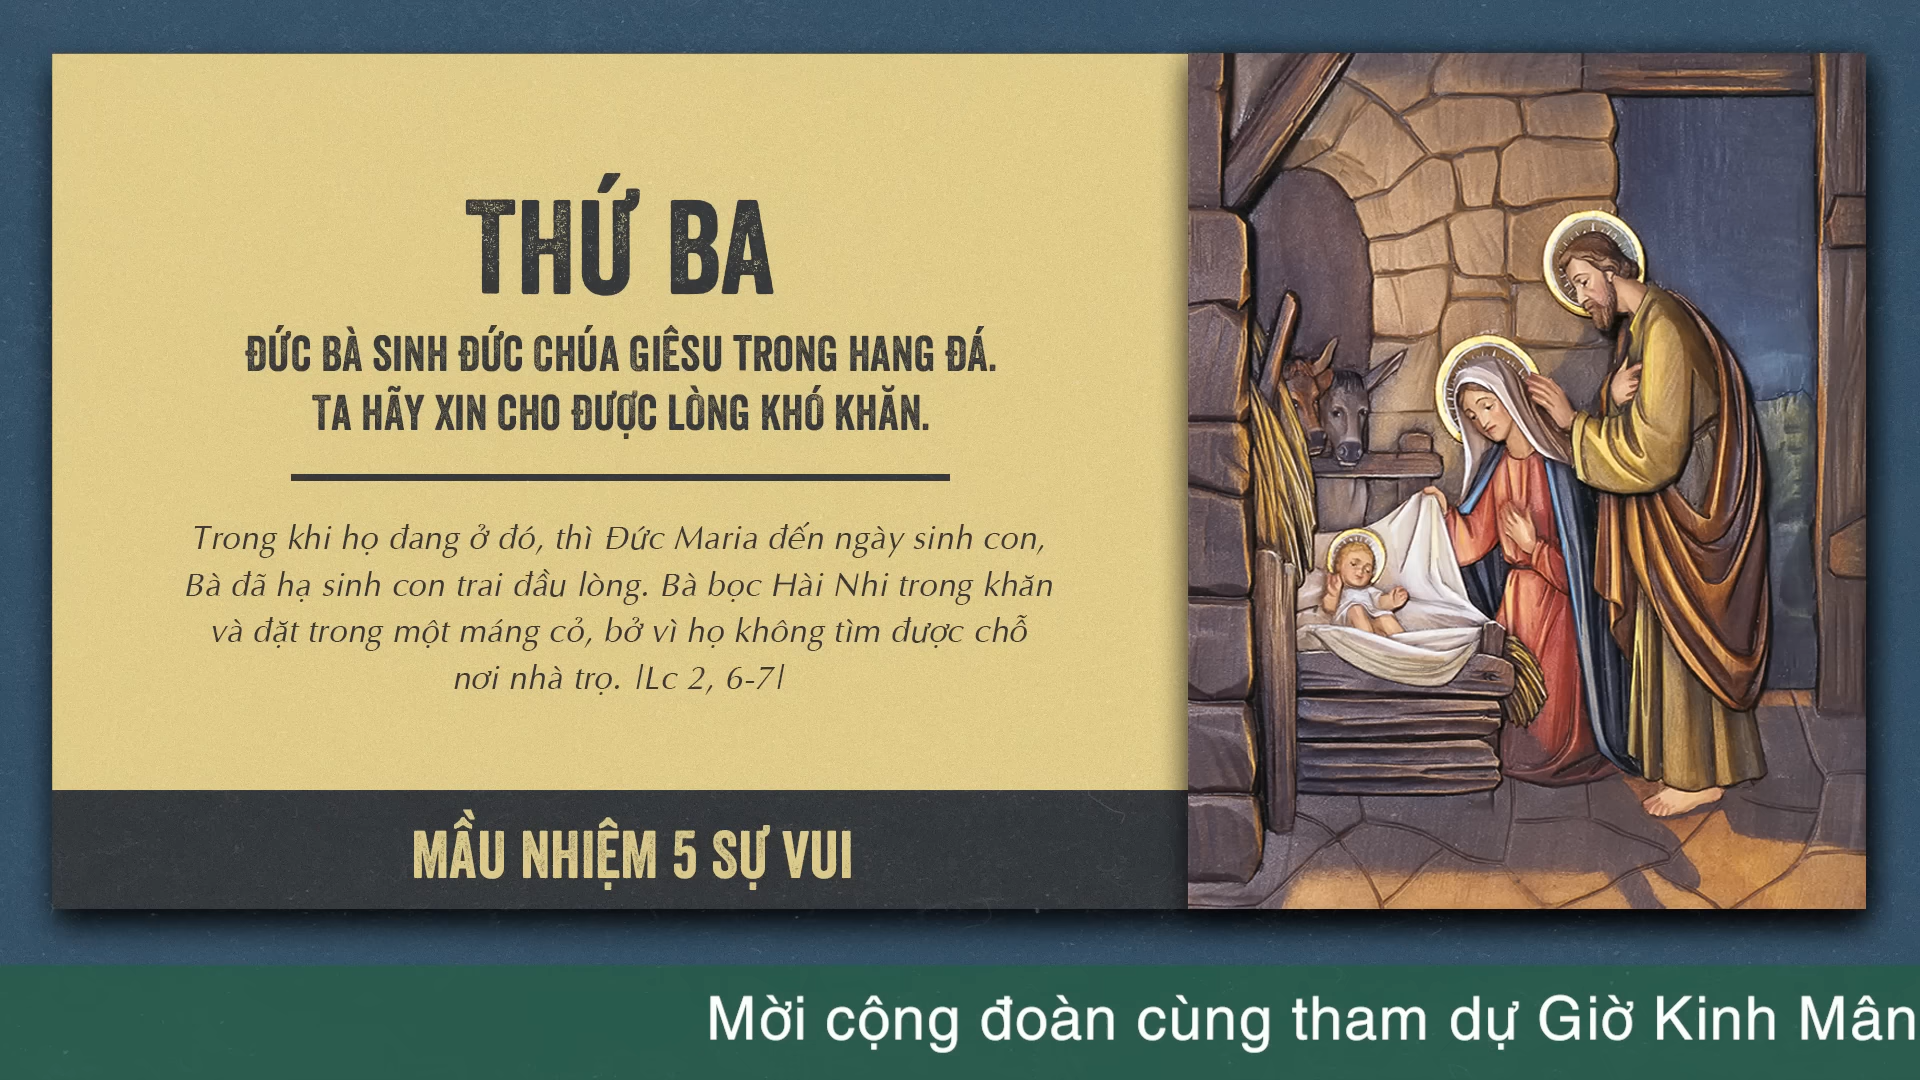 THỨ BA
ĐỨC BÀ SINH ĐỨC CHÚA GIÊSU TRONG HANG ĐÁ.
TA HÃY XIN CHO ĐƯỢC LÒNG KHÓ KHĂN.
Trong khi họ đang ở đó, thì Đức Maria đến ngày sinh con,
Bà đã hạ sinh con trai đầu lòng. Bà bọc Hài Nhi trong khăn
và đặt trong một máng cỏ, bở vì họ không tìm được chỗ
nơi nhà trọ. |Lc 2, 6-7|
MẦU NHIỆM 5 SỰ VUI
Mời cộng đoàn cùng tham dự Giờ Kinh Mân